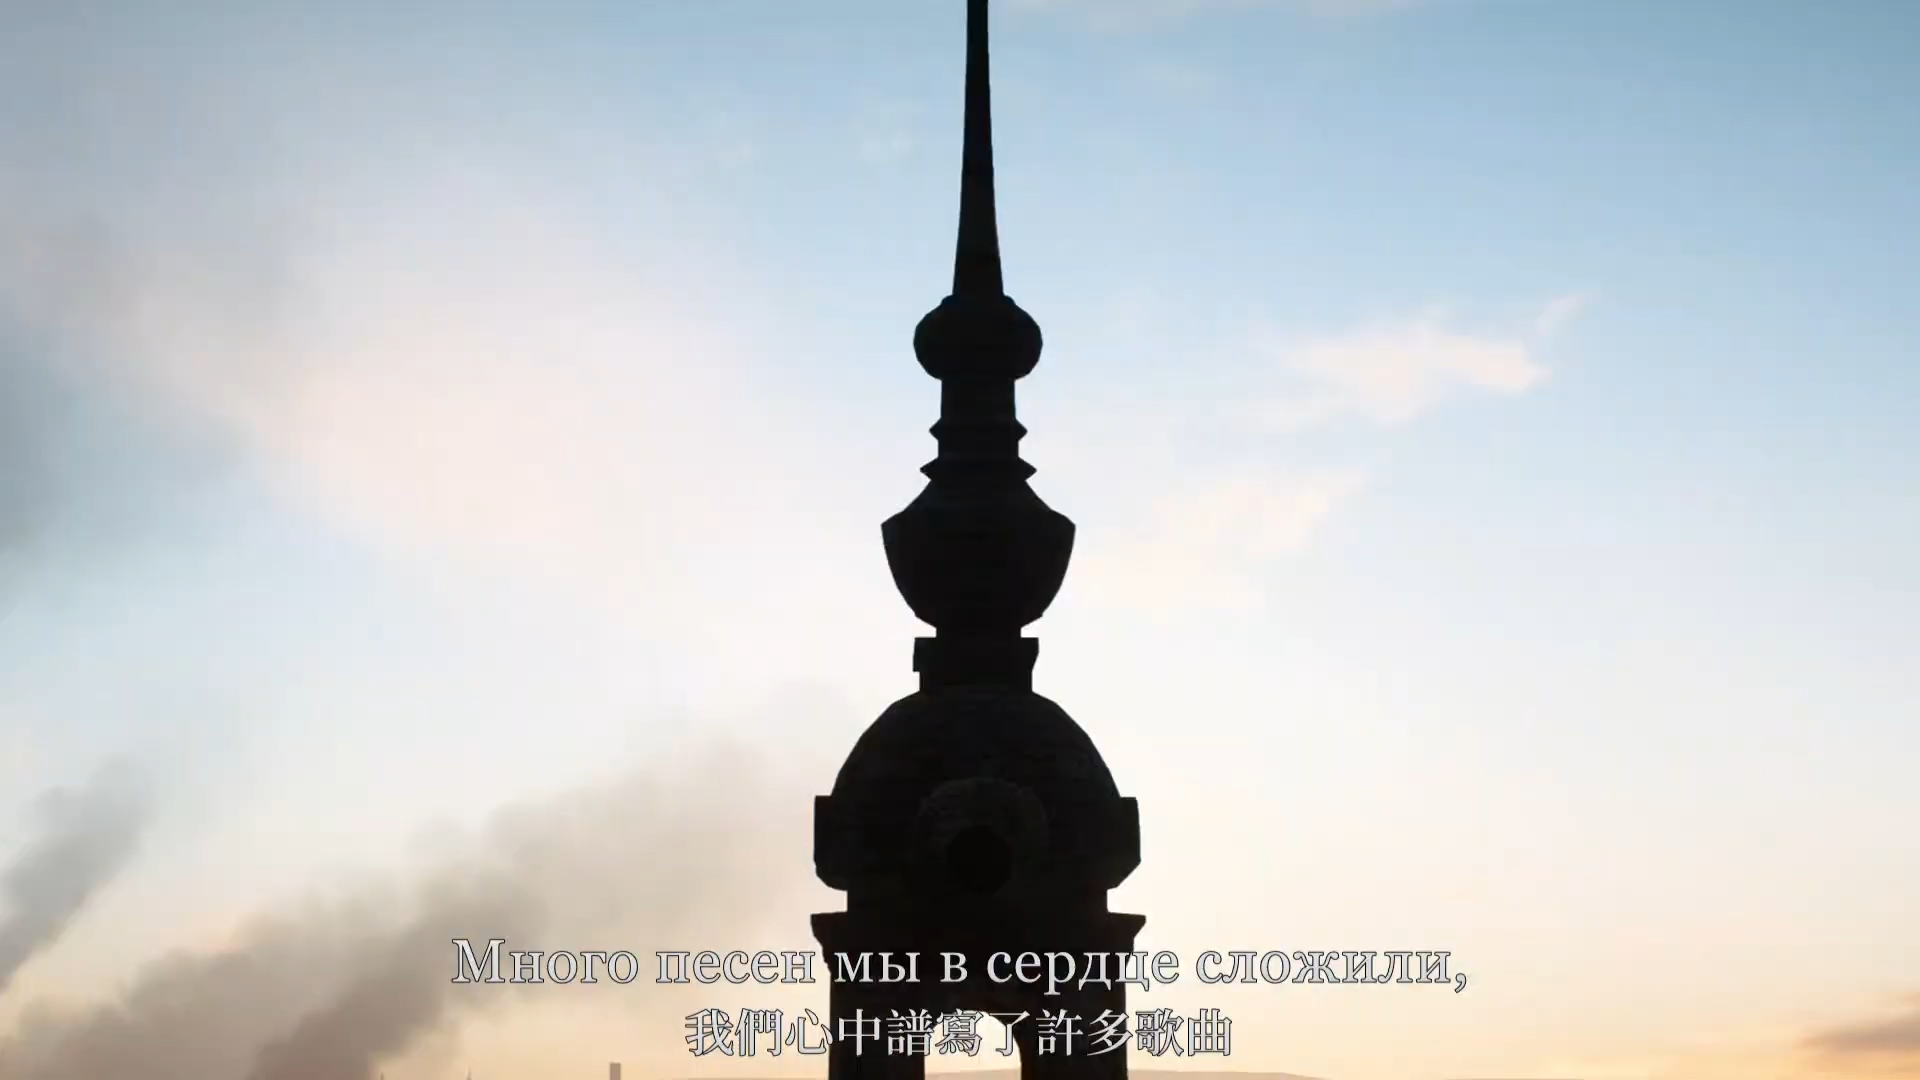 Много песен мы в сердце сложили,
我們心中譜寫了許多歌曲